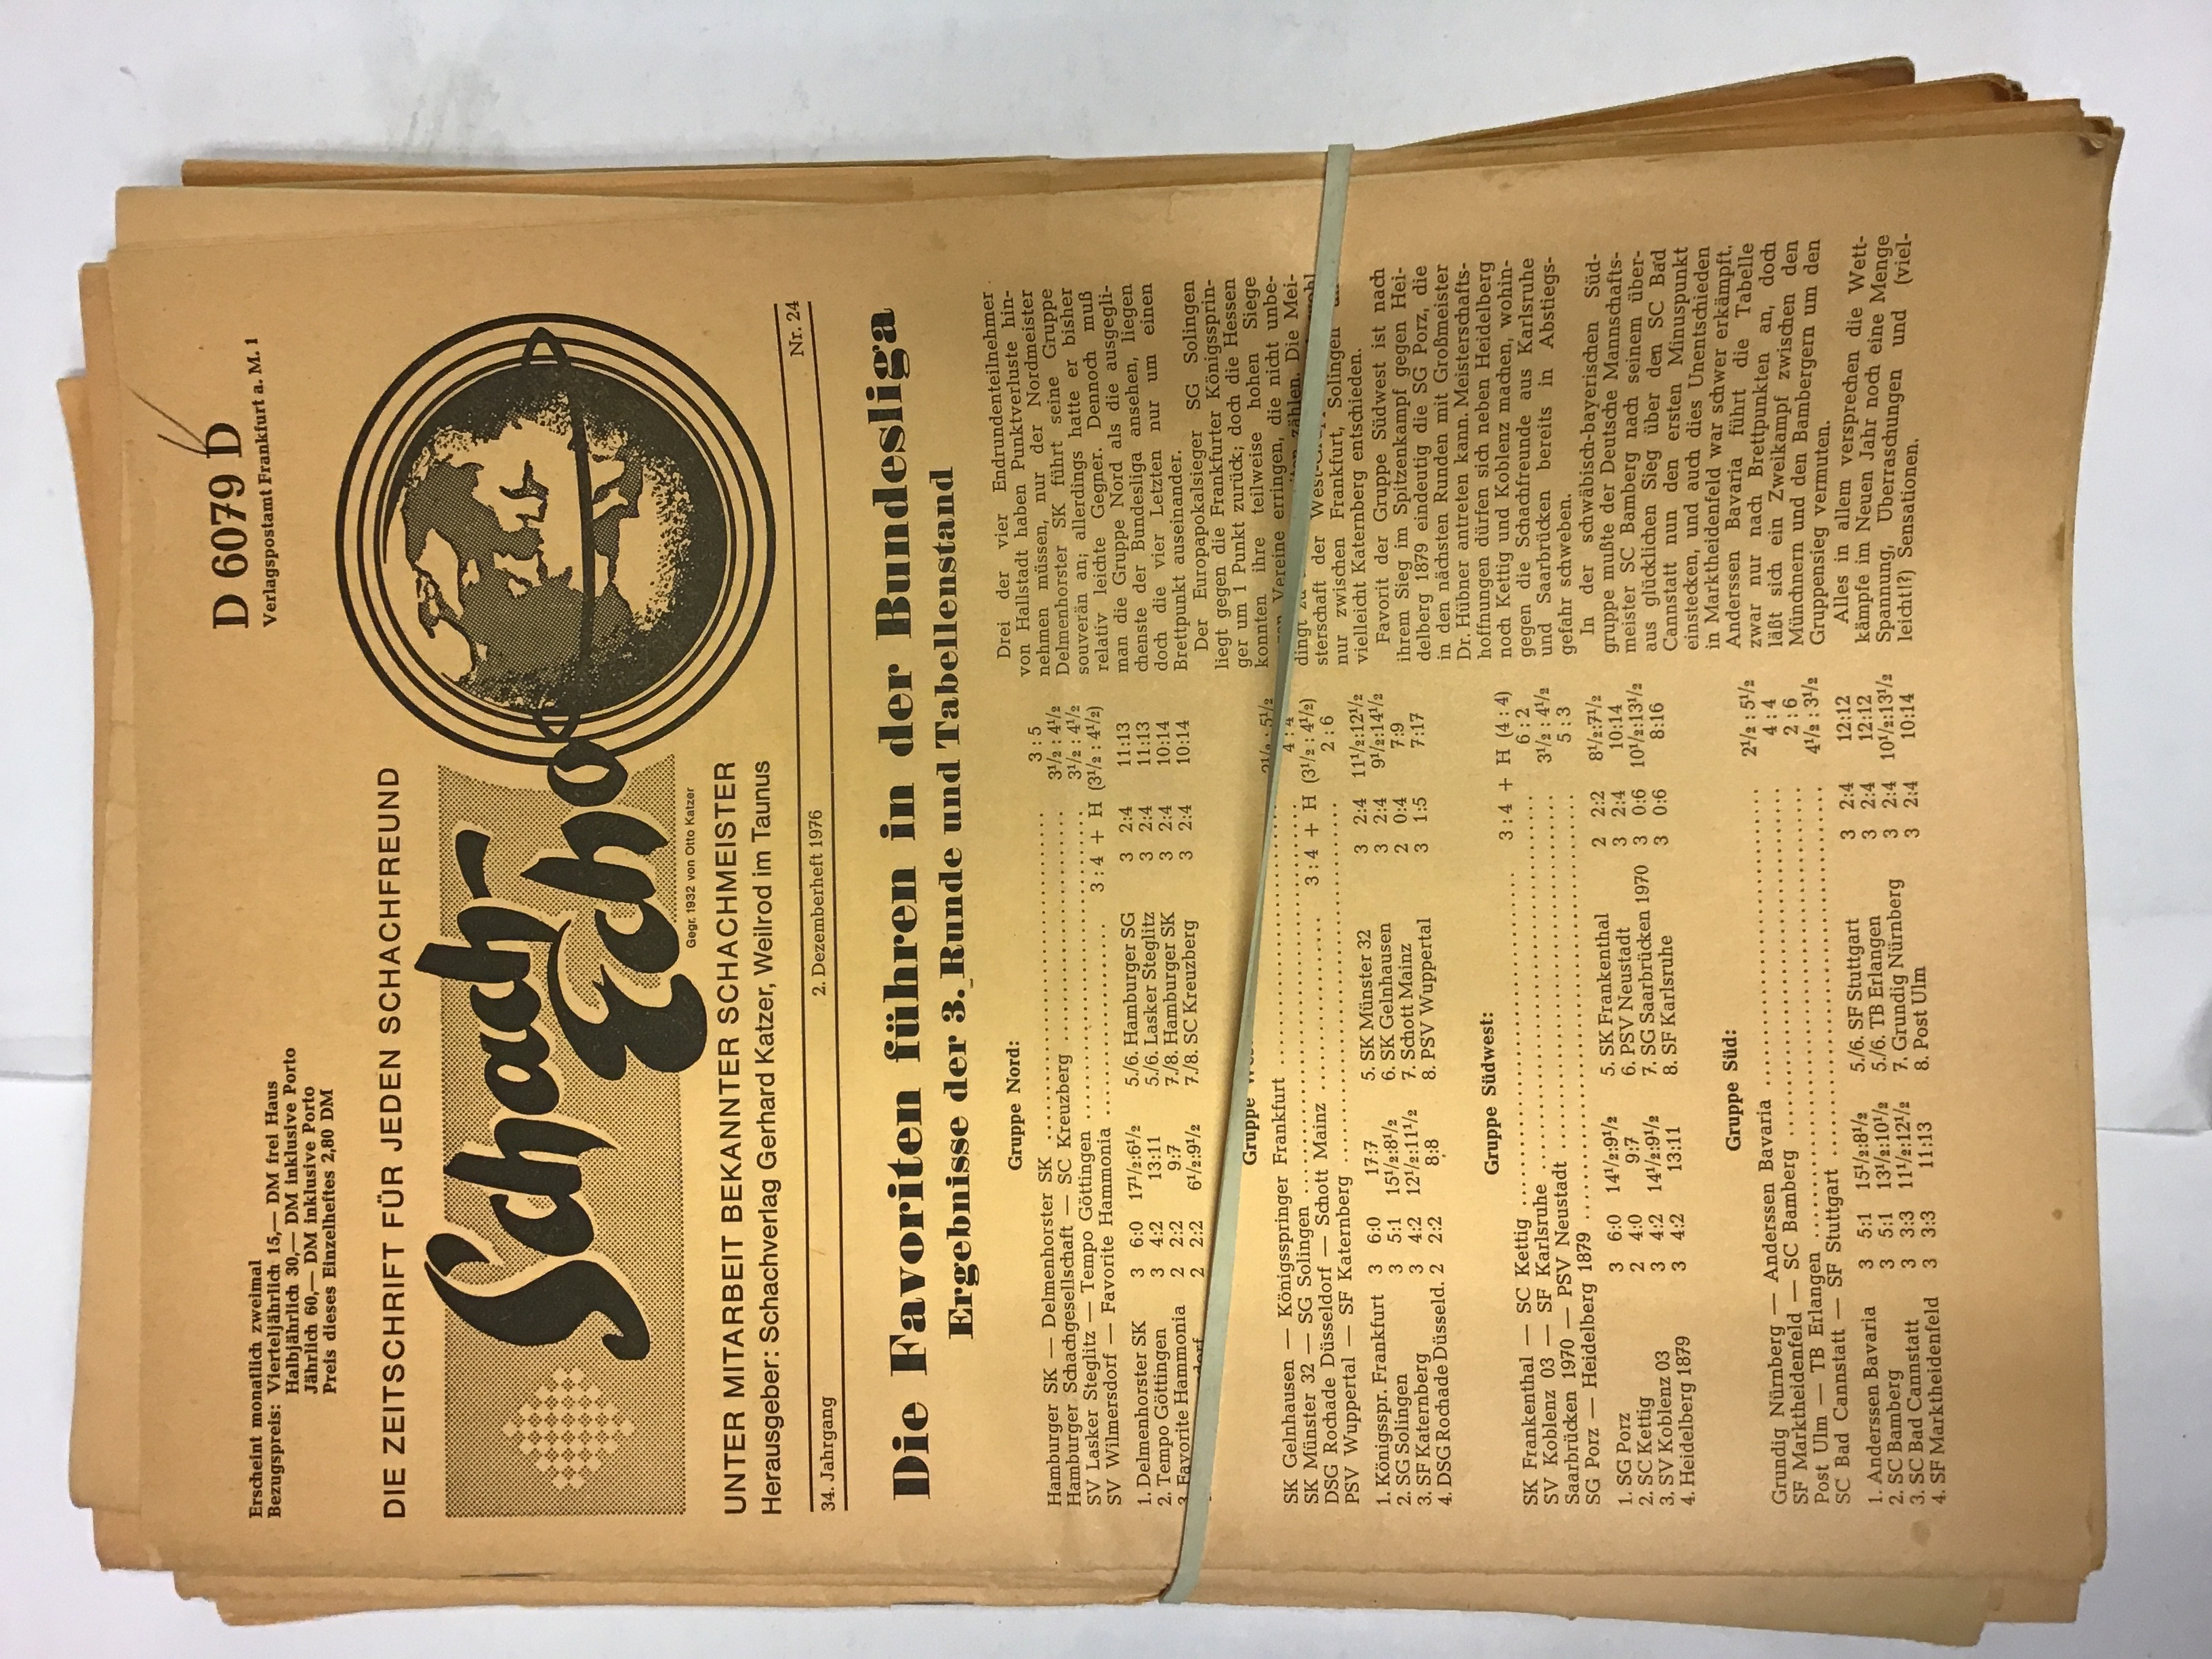 Erscheint monatlich zweimal
Bezugspreis: Vierteljährlich 15,— DM frei Haus
Halbjährlich 30,— DM inklusive Porto
Jährlich 60,— DM inklusive Porto
Preis dieses Einzelheftes 2,80 DM
D 6079 D
Verlagspostamt Frankfurt a. M. 1
DIE ZEITSCHRIFT FÜR JEDEN SCHACHFREUND
Schach-
Echo
Gegr. 1932 von Otto Katzer
UNTER MITARBEIT BEKANNTER SCHACHMEISTER
Herausgeber: Schachverlag Gerhard Katzer, Weilrod im Taunus
34. Jahrgang 2. Dezemberheft 1976 Nr. 24
Die Favoriten führen in der Bundesliga
Ergebnisse der 3. Runde und Tabellenstand
Gruppe Nord:
Hamburger SK — Delmenhorster SK 3 : 5
Hamburger Schachgesellschaft — SC Kreuzberg 3½ : 4½
SV Lasker Steglitz — Tempo Göttingen 3½ : 4½
SV Wilmersdorf — Favorite Hammonia 3 : 4 + H (3½ : 4½)
1. Delmenhorster SK 3 6:0 17½:6½ 5./6. Hamburger SG 3 2:4 11:13
2. Tempo Göttingen 3 4:2 13:11 5./6. Lasker Steglitz 3 2:4 11:13
3. Favorite Hammonia 2 2:2 9:7 7./8. Hamburger SK 3 2:4 10:14
2 2:2 6½:9½ 7./8. SC Kreuzberg 3 2:4 10:14
Gruppe
SK Gelnhausen — Königsspringer Frankfurt 2½ : 5½
SK Münster 32 — SG Solingen 4 : 4
DSG Rochade Düsseldorf — Schott Mainz 3 : 4 + H (3½ : 4½)
PSV Wuppertal — SF Katernberg 2 : 6
1. Königsspr. Frankfurt 3 6:0 17:7 5. SK Münster 32 3 2:4 11½:12½
2. SG Solingen 3 5:1 15½:8½ 6. SK Gelnhausen 3 2:4 9½:14½
3. SF Katernberg 3 4:2 12½:11½ 7. Schott Mainz 2 0:4 7:9
4. DSG Rochade Düsseld. 2 2:2 8:8 8. PSV Wuppertal 3 1:5 7:17
Gruppe Südwest:
SK Frankenthal — SC Kettig 3 : 4 + H (4 : 4)
SV Koblenz 03 — SF Karlsruhe 6 : 2
Saarbrücken 1970 — PSV Neustadt 3½ : 4½
SG Porz — Heidelberg 1879 5 : 3
1. SG Porz 3 6:0 14½:9½ 5. SK Frankenthal 2 2:2 8½:7½
2. SC Kettig 2 4:0 9:7 6. PSV Neustadt 3 2:4 10:14
3. SV Koblenz 03 3 4:2 14½:9½ 7. SG Saarbrücken 1970 3 0:6 10½:13½
4. Heidelberg 1879 3 4:2 13:11 8. SF Karlsruhe 3 0:6 8:16
Gruppe Süd:
Grundig Nürnberg — Anderssen Bavaria 2½ : 5½
SF Marktheidenfeld — SC Bamberg 4 : 4
Post Ulm — TB Erlangen 2 : 6
SC Bad Cannstatt — SF Stuttgart 4½ : 3½
1. Anderssen Bavaria 3 5:1 15½:8½ 5./6. SF Stuttgart 3 2:4 12:12
2. SC Bamberg 3 5:1 13½:10½ 5./6. TB Erlangen 3 2:4 12:12
3. SC Bad Cannstatt 3 3:3 11½:12½ 7. Grundig Nürnberg 3 2:4 10½:13½
4. SF Marktheidenfeld 3 3:3 11:13 8. Post Ulm 3 2:4 10:14
Drei der vier Endrundenteilnehmer
von Hallstadt haben Punktverluste hin-
nehmen müssen, nur der Nordmeister
Delmenhorster SK führt seine Gruppe
souverän an; allerdings hatte er bisher
relativ leichte Gegner. Dennoch muß
man die Gruppe Nord als die ausgegli-
chenste der Bundesliga ansehen, liegen
doch die vier Letzten nur um einen
Brettpunkt auseinander.
Der Europapokalsieger SG Solingen
liegt gegen die Frankfurter Königssprin-
ger um 1 Punkt zurück; doch die Hessen
konnten ihre teilweise hohen Siege
gegen Vereine erringen, die nicht unbe-
dingt zu zählen. Die Mei-
sterschaft der wohl
nur zwischen Frankfurt, Solingen
vielleicht Katernberg entschieden.
Favorit der Gruppe Südwest ist nach
ihrem Sieg im Spitzenkampf gegen Hei-
delberg 1879 eindeutig die SG Porz, die
in den nächsten Runden mit Großmeister
Dr. Hübner antreten kann. Meisterschafts-
hoffnungen dürfen sich neben Heidelberg
noch Kettig und Koblenz machen, wohin-
gegen die Schachfreunde aus Karlsruhe
und Saarbrücken bereits in Abstiegs-
gefahr schweben.
In der schwäbisch-bayerischen Süd-
gruppe mußte der Deutsche Mannschafts-
meister SC Bamberg nach seinem über-
aus glücklichen Sieg über den SC Bad
Cannstatt nun den ersten Minuspunkt
einstecken, und auch dies Unentschieden
in Marktheidenfeld war schwer erkämpft.
Anderssen Bavaria führt die Tabelle
zwar nur nach Brettpunkten an, doch
läßt sich ein Zweikampf zwischen den
Münchnern und den Bambergern um den
Gruppensieg vermuten.
Alles in allem versprechen die Wett-
kämpfe im Neuen Jahr noch eine Menge
Spannung, Überraschungen und (viel-
leicht!?) Sensationen.